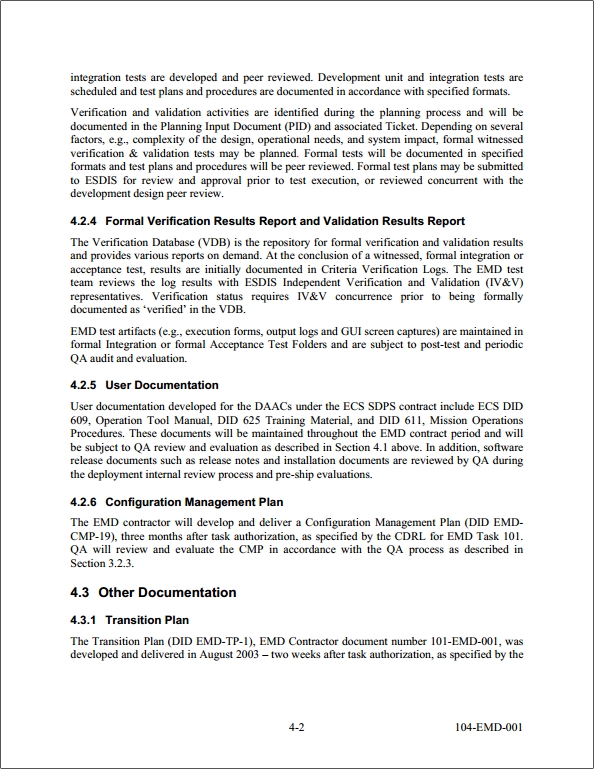 integration tests are developed and peer reviewed. Development unit and integration tests are
scheduled and test plans and procedures are documented in accordance with specified formats.
Verification and validation activities are identified during the planning process and will be
documented in the Planning Input Document (PID) and associated Ticket. Depending on several
factors, e.g., complexity of the design, operational needs, and system impact, formal witnessed
verification & validation tests may be planned. Formal tests will be documented in specified
formats and test plans and procedures will be peer reviewed. Formal test plans may be submitted
to ESDIS for review and approval prior to test execution, or reviewed concurrent with the
development design peer review.
4.2.4 Formal Verification Results Report and Validation Results Report
The Verification Database (VDB) is the repository for formal verification and validation results
and provides various reports on demand. At the conclusion of a witnessed, formal integration or
acceptance test, results are initially documented in Criteria Verification Logs. The EMD test
team reviews the log results with ESDIS Independent Verification and Validation (IV&V)
representatives. Verification status requires IV&V concurrence prior to being formally
documented as ‘verified’ in the VDB.
EMD test artifacts (e.g., execution forms, output logs and GUI screen captures) are maintained in
formal Integration or formal Acceptance Test Folders and are subject to post-test and periodic
QA audit and evaluation.
4.2.5 User Documentation
User documentation developed for the DAACs under the ECS SDPS contract include ECS DID
609, Operation Tool Manual, DID 625 Training Material, and DID 611, Mission Operations
Procedures. These documents will be maintained throughout the EMD contract period and will
be subject to QA review and evaluation as described in Section 4.1 above. In addition, software
release documents such as release notes and installation documents are reviewed by QA during
the deployment internal review process and pre-ship evaluations.
4.2.6 Configuration Management Plan
The EMD contractor will develop and deliver a Configuration Management Plan (DID EMD-
CMP-19), three months after task authorization, as specified by the CDRL for EMD Task 101.
QA will review and evaluate the CMP in accordance with the QA process as described in
Section 3.2.3.
4.3 Other Documentation
4.3.1 Transition Plan
The Transition Plan (DID EMD-TP-1), EMD Contractor document number 101-EMD-001, was
developed and delivered in August 2003 – two weeks after task authorization, as specified by the
4-2
104-EMD-001